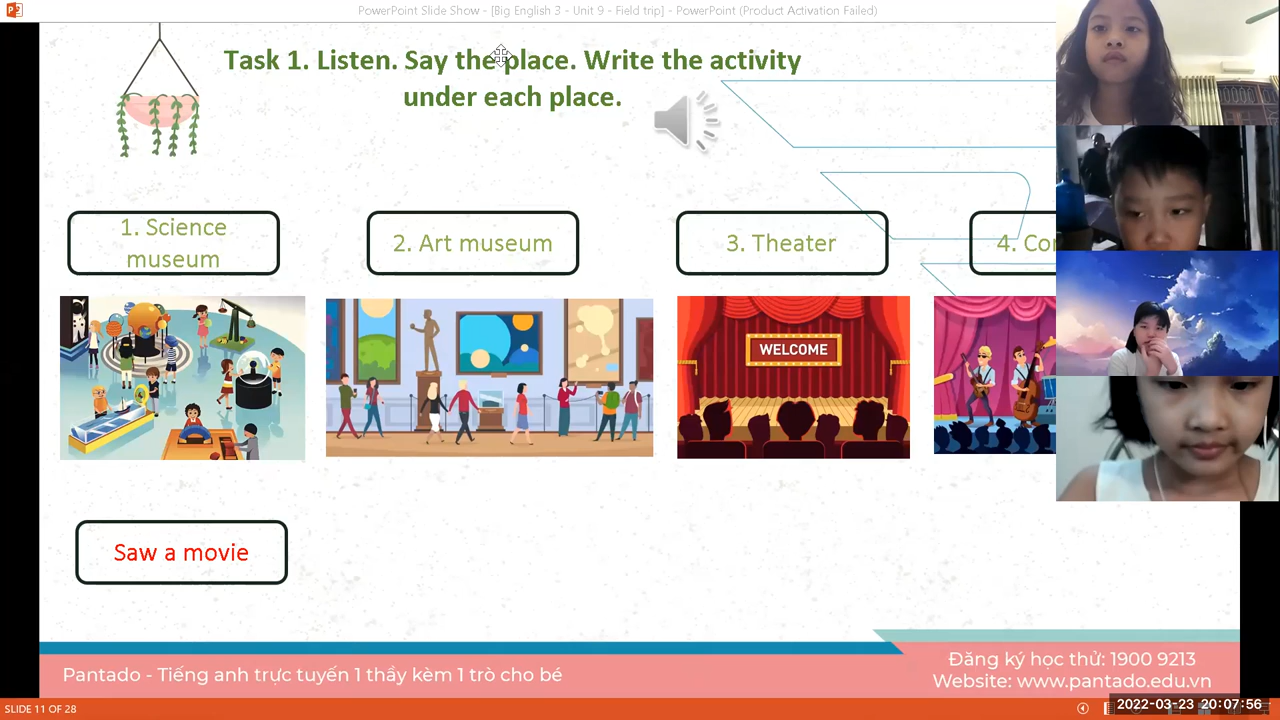 PowerPoint Slide Show - [Big English 3 - Unit 9 - Field trip] - PowerPoint (Product Activation Failed)
Task 1. Listen. Say the place. Write the activity
under each place.
1. Science
museum
2. Art museum
3. Theater
4.
WELCOME
Saw a movie
Pantado - Tiếng anh trực tuyến 1 thầy kèm 1 trò cho bé
Đăng ký học thử: 1900 9213
Website: www.pantado.edu.vn
SLIDE 11 OF 28
2022-03-23 20:07:56